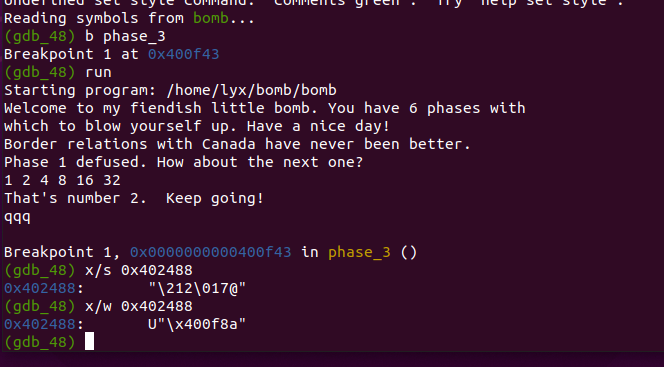 Undefined set style command: "comments green". Try "help set style".
Reading symbols from bomb...
(gdb_48) b phase_3
Breakpoint 1 at 0x400f43
(gdb_48) run
Starting program: /home/lyx/bomb/bomb
Welcome to my fiendish little bomb. You have 6 phases with
which to blow yourself up. Have a nice day!
Border relations with Canada have never been better.
Phase 1 defused. How about the next one?
1 2 4 8 16 32
That's number 2.  Keep going!
qqq
Breakpoint 1, 0x0000000000400f43 in phase_3 ()
(gdb_48) x/s 0x402488
0x402488:       "\212\017@"
(gdb_48) x/w 0x402488
0x402488:       U"\x400f8a"
(gdb_48)